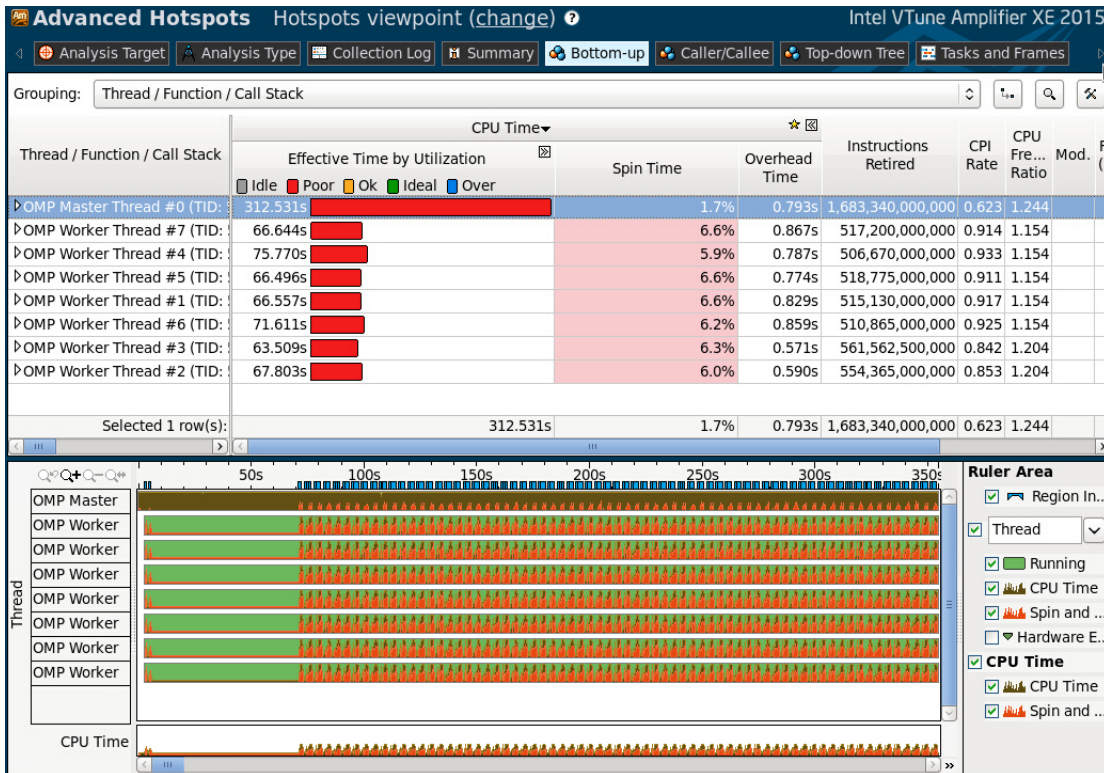 Advanced Hotspots Hotspots viewpoint (change) ? Intel VTune Amplifier XE 2015
Analysis Target Analysis Type Collection Log Summary Bottom-up Caller/Callee Top-down Tree Tasks and Frames
Grouping: Thread / Function / Call Stack
Thread / Function / Call Stack
CPU Time
Effective Time by Utilization
Idle Poor Ok Ideal Over
Spin Time
Overhead Time
Instructions Retired
CPI Rate
CPU Fre... Ratio
Mod.
OMP Master Thread #0 (TID: 312.531s 1.7% 0.793s 1,683,340,000,000 0.623 1.244
OMP Worker Thread #7 (TID: 66.644s 6.6% 0.867s 517,200,000,000 0.914 1.154
OMP Worker Thread #4 (TID: 75.770s 5.9% 0.787s 506,670,000,000 0.933 1.154
OMP Worker Thread #5 (TID: 66.496s 6.6% 0.774s 518,775,000,000 0.911 1.154
OMP Worker Thread #1 (TID: 66.557s 6.6% 0.829s 515,130,000,000 0.917 1.154
OMP Worker Thread #6 (TID: 71.611s 6.2% 0.859s 510,865,000,000 0.925 1.154
OMP Worker Thread #3 (TID: 63.509s 6.3% 0.571s 561,562,500,000 0.842 1.204
OMP Worker Thread #2 (TID: 67.803s 6.0% 0.590s 554,365,000,000 0.853 1.204
Selected 1 row(s): 312.531s 1.7% 0.793s 1,683,340,000,000 0.623 1.244
50s 100s 150s 200s 250s 300s 350s
Thread
OMP Master
OMP Worker
OMP Worker
OMP Worker
OMP Worker
OMP Worker
OMP Worker
OMP Worker
CPU Time
Ruler Area
Region In..
Thread
Running
CPU Time
Spin and ...
Hardware E..
CPU Time
CPU Time
Spin and ...